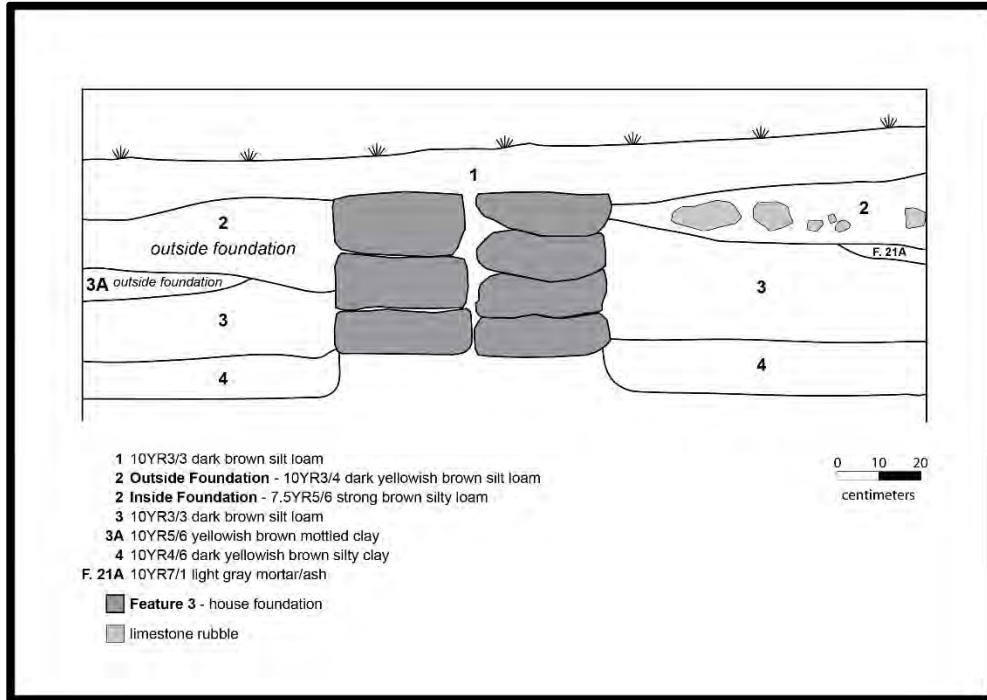 1
2
outside foundation
2
F. 21A
3A outside foundation
3
3
4
4
1 10YR3/3 dark brown silt loam
2 Outside Foundation - 10YR3/4 dark yellowish brown silt loam
2 Inside Foundation - 7.5YR5/6 strong brown silty loam
3 10YR3/3 dark brown silt loam
3A 10YR5/6 yellowish brown mottled clay
4 10YR4/6 dark yellowish brown silty clay
F. 21A 10YR7/1 light gray mortar/ash
Feature 3 - house foundation
limestone rubble
0 10 20
centimeters